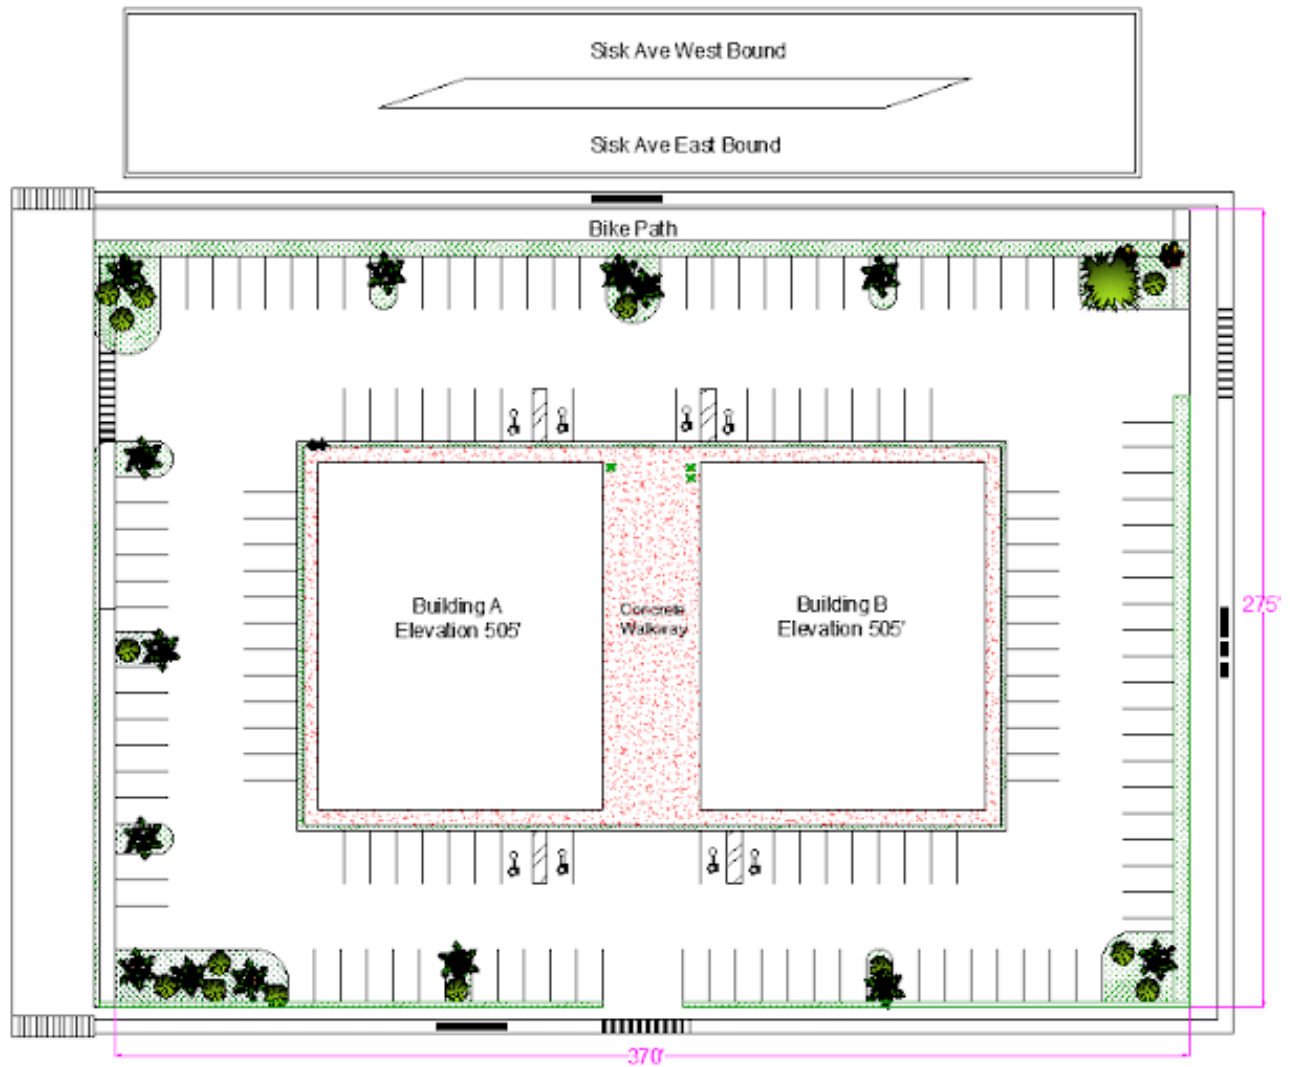 Sisk Ave West Bound
Sisk Ave East Bound
Bike Path
275'
Building A
Elevation 505'
Concrete
Walkway
Building B
Elevation 505'
370'